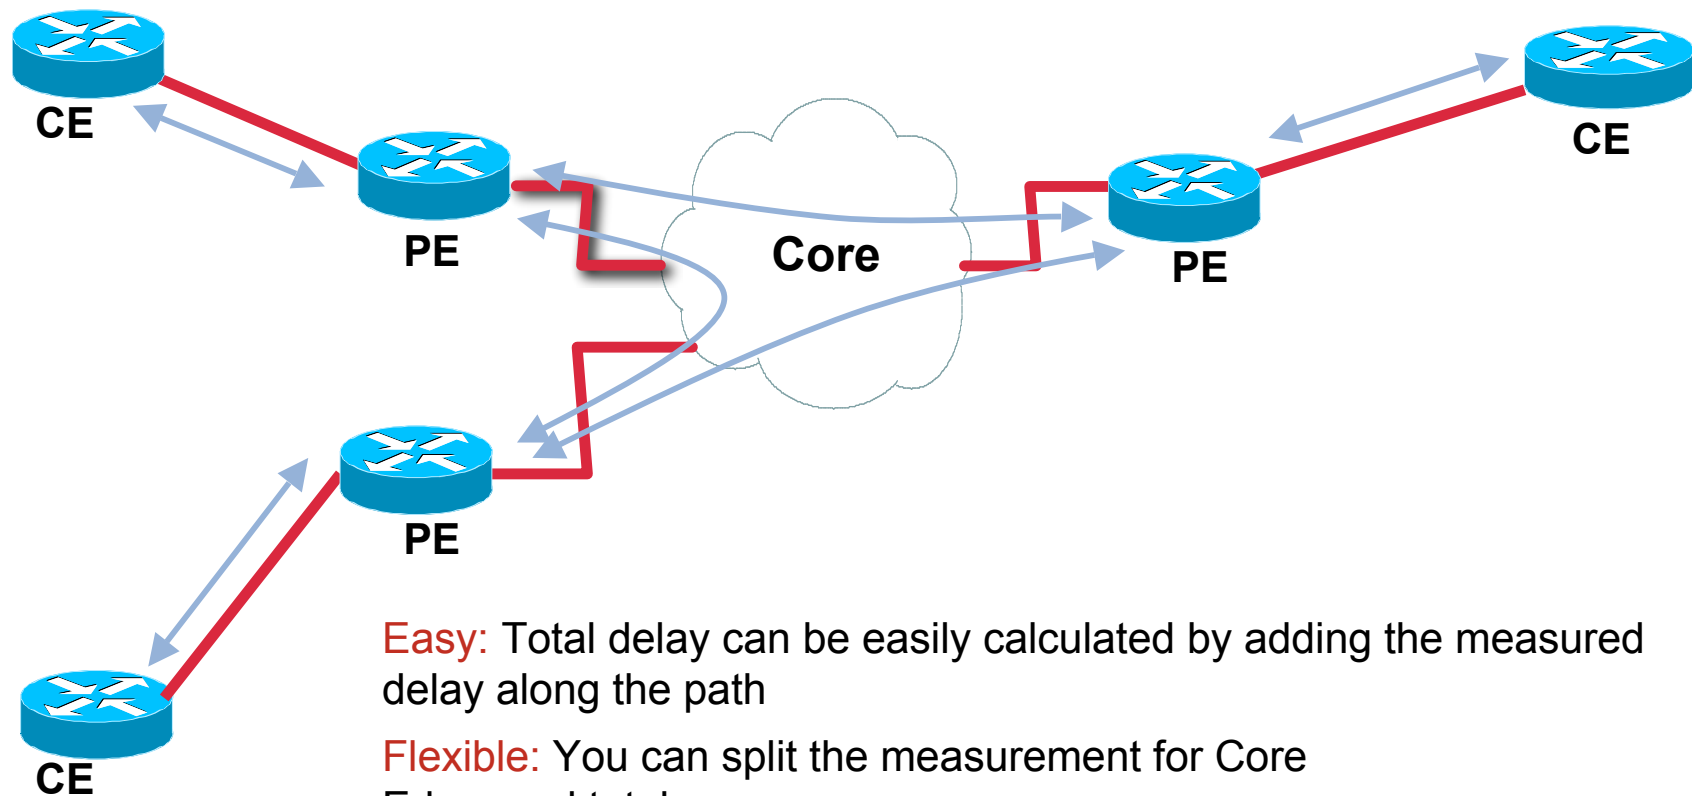 CE
CE
PE
Core
PE
PE
Easy: Total delay can be easily calculated by adding the measured
delay along the path
Flexible: You can split the measurement for Core
CE